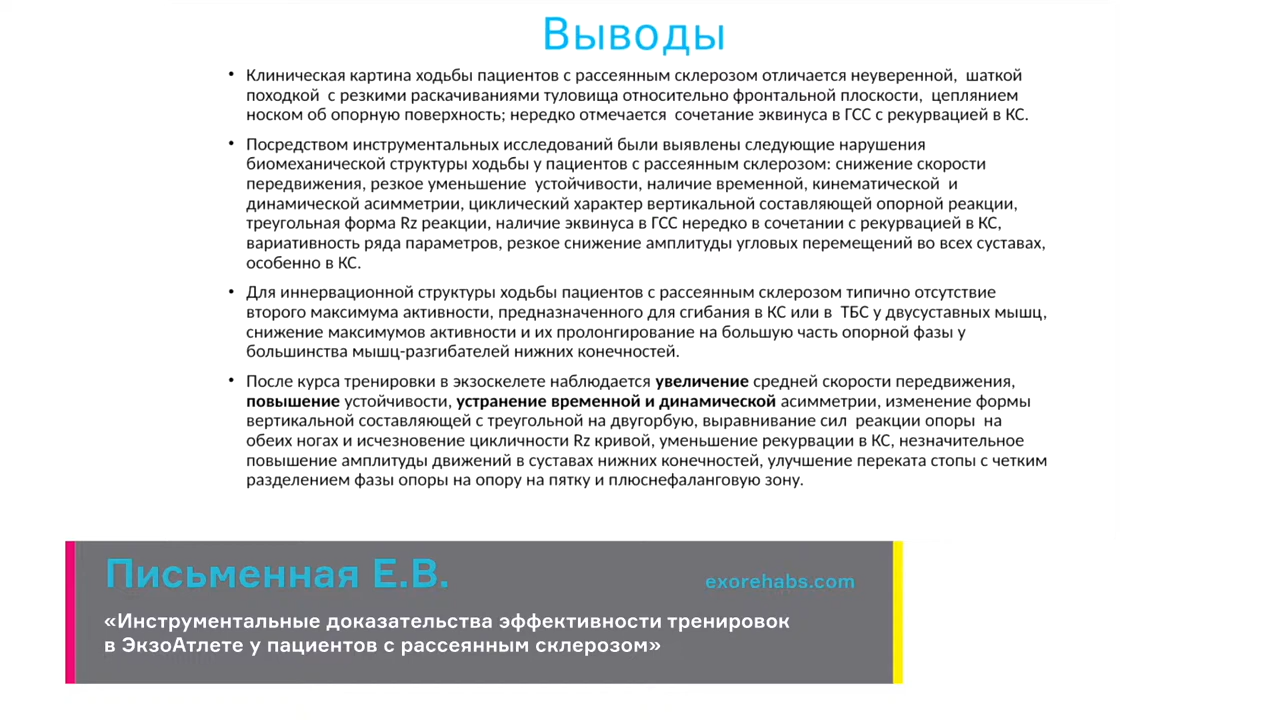 Выводы
• Клиническая картина ходьбы пациентов с рассеянным склерозом отличается неуверенной, шаткой
походкой с резкими раскачиваниями туловища относительно фронтальной плоскости, цеплянием
носком об опорную поверхность; нередко отмечается сочетание эквинуса в ГСС с рекурвацией в КС.
• Посредством инструментальных исследований были выявлены следующие нарушения
биомеханической структуры ходьбы у пациентов с рассеянным склерозом: снижение скорости
передвижения, резкое уменьшение устойчивости, наличие временной, кинематической и
динамической асимметрии, циклический характер вертикальной составляющей опорной реакции,
треугольная форма Rz реакции, наличие эквинуса в ГСС нередко в сочетании с рекурвацией в КС,
вариативность ряда параметров, резкое снижение амплитуды угловых перемещений во всех суставах,
особенно в КС.
• Для иннервационной структуры ходьбы пациентов с рассеянным склерозом типично отсутствие
второго максимума активности, предназначенного для сгибания в КС или в ТБС у двусуставных мышц,
снижение максимумов активности и их пролонгирование на большую часть опорной фазы у
большинства мышц-разгибателей нижних конечностей.
• После курса тренировки в экзоскелете наблюдается увеличение средней скорости передвижения,
повышение устойчивости, устранение временной и динамической асимметрии, изменение формы
вертикальной составляющей с треугольной на двугорбую, выравнивание сил реакции опоры на
обеих ногах и исчезновение цикличности Rz кривой, уменьшение рекурвации в КС, незначительное
повышение амплитуды движений в суставах нижних конечностей, улучшение переката стопы с четким
разделением фазы опоры на опору на пятку и плюснефаланговую зону.
Письменная Е.В.
exorehabs.com
«Инструментальные доказательства эффективности тренировок
в ЭкзоАтлете у пациентов с рассеянным склерозом»